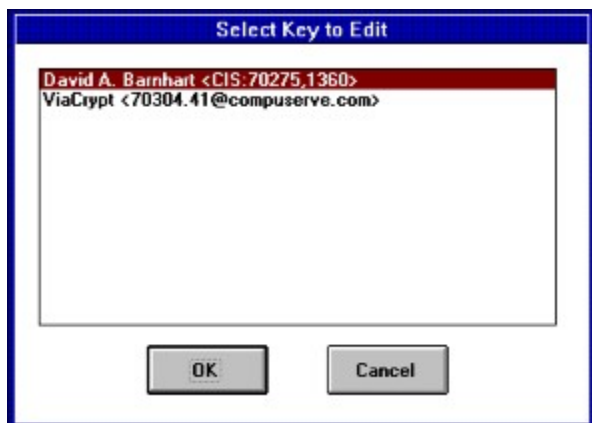 Select Key to Edit
David A. Barnhart <CIS:70275,1360>
ViaCrypt <70304.41@compuserve.com>
OK
Cancel